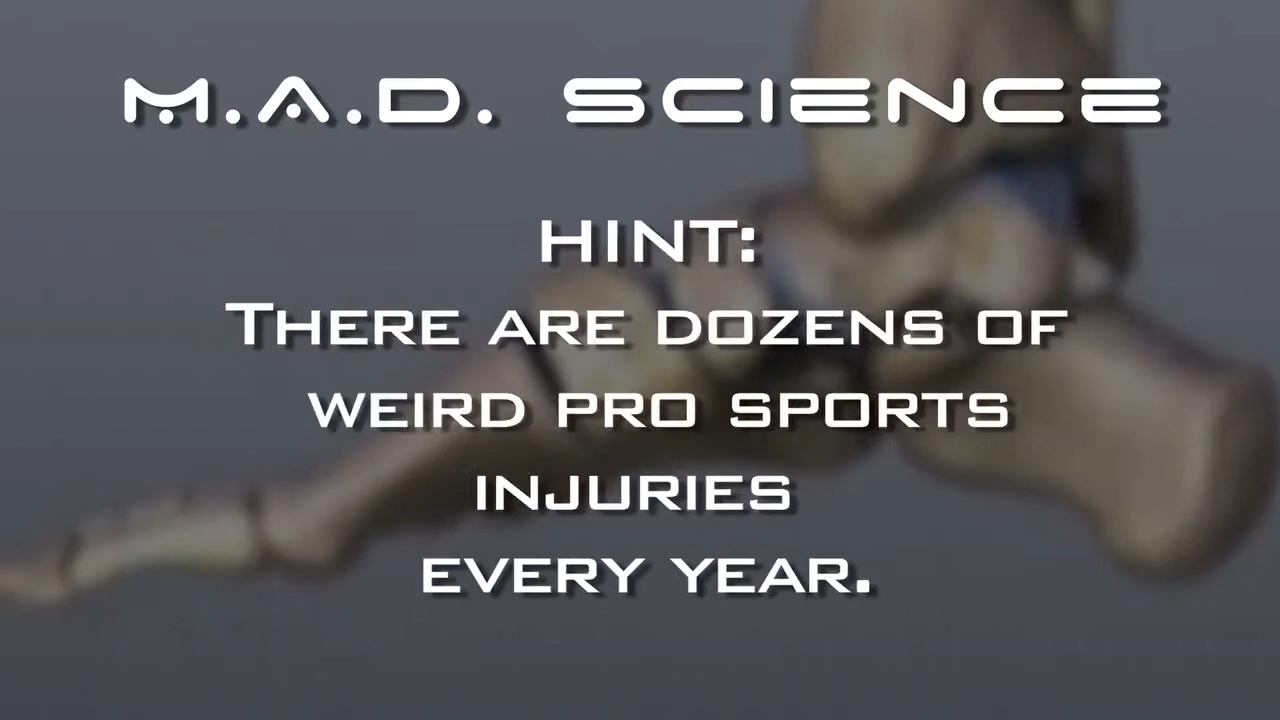 M.A.D. SCIENCE
HINT:
THERE ARE DOZENS OF
WEIRD PRO SPORTS
INJURIES
EVERY YEAR.